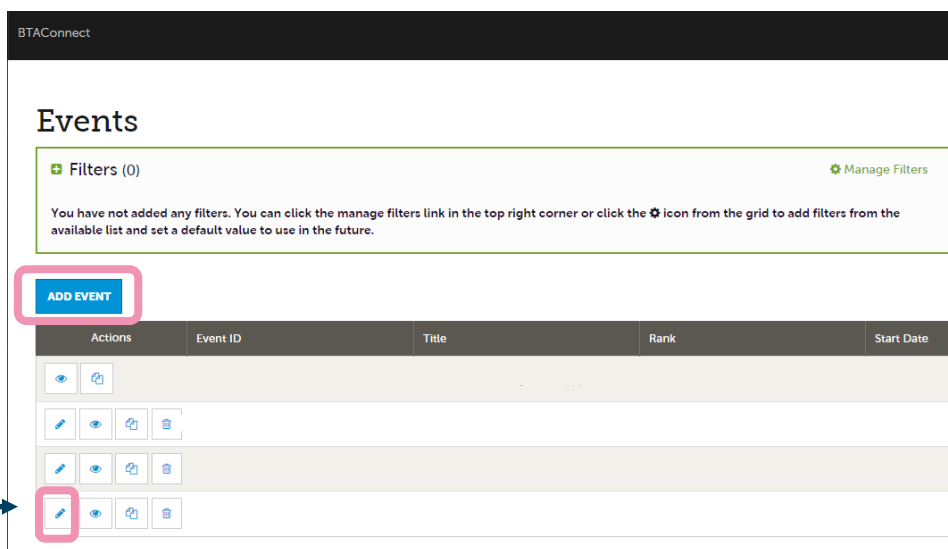 BTAConnect
Events
Filters (0)
Manage Filters
You have not added any filters. You can click the manage filters link in the top right corner or click the icon from the grid to add filters from the
available list and set a default value to use in the future.
ADD EVENT
Actions Event ID Title Rank Start Date